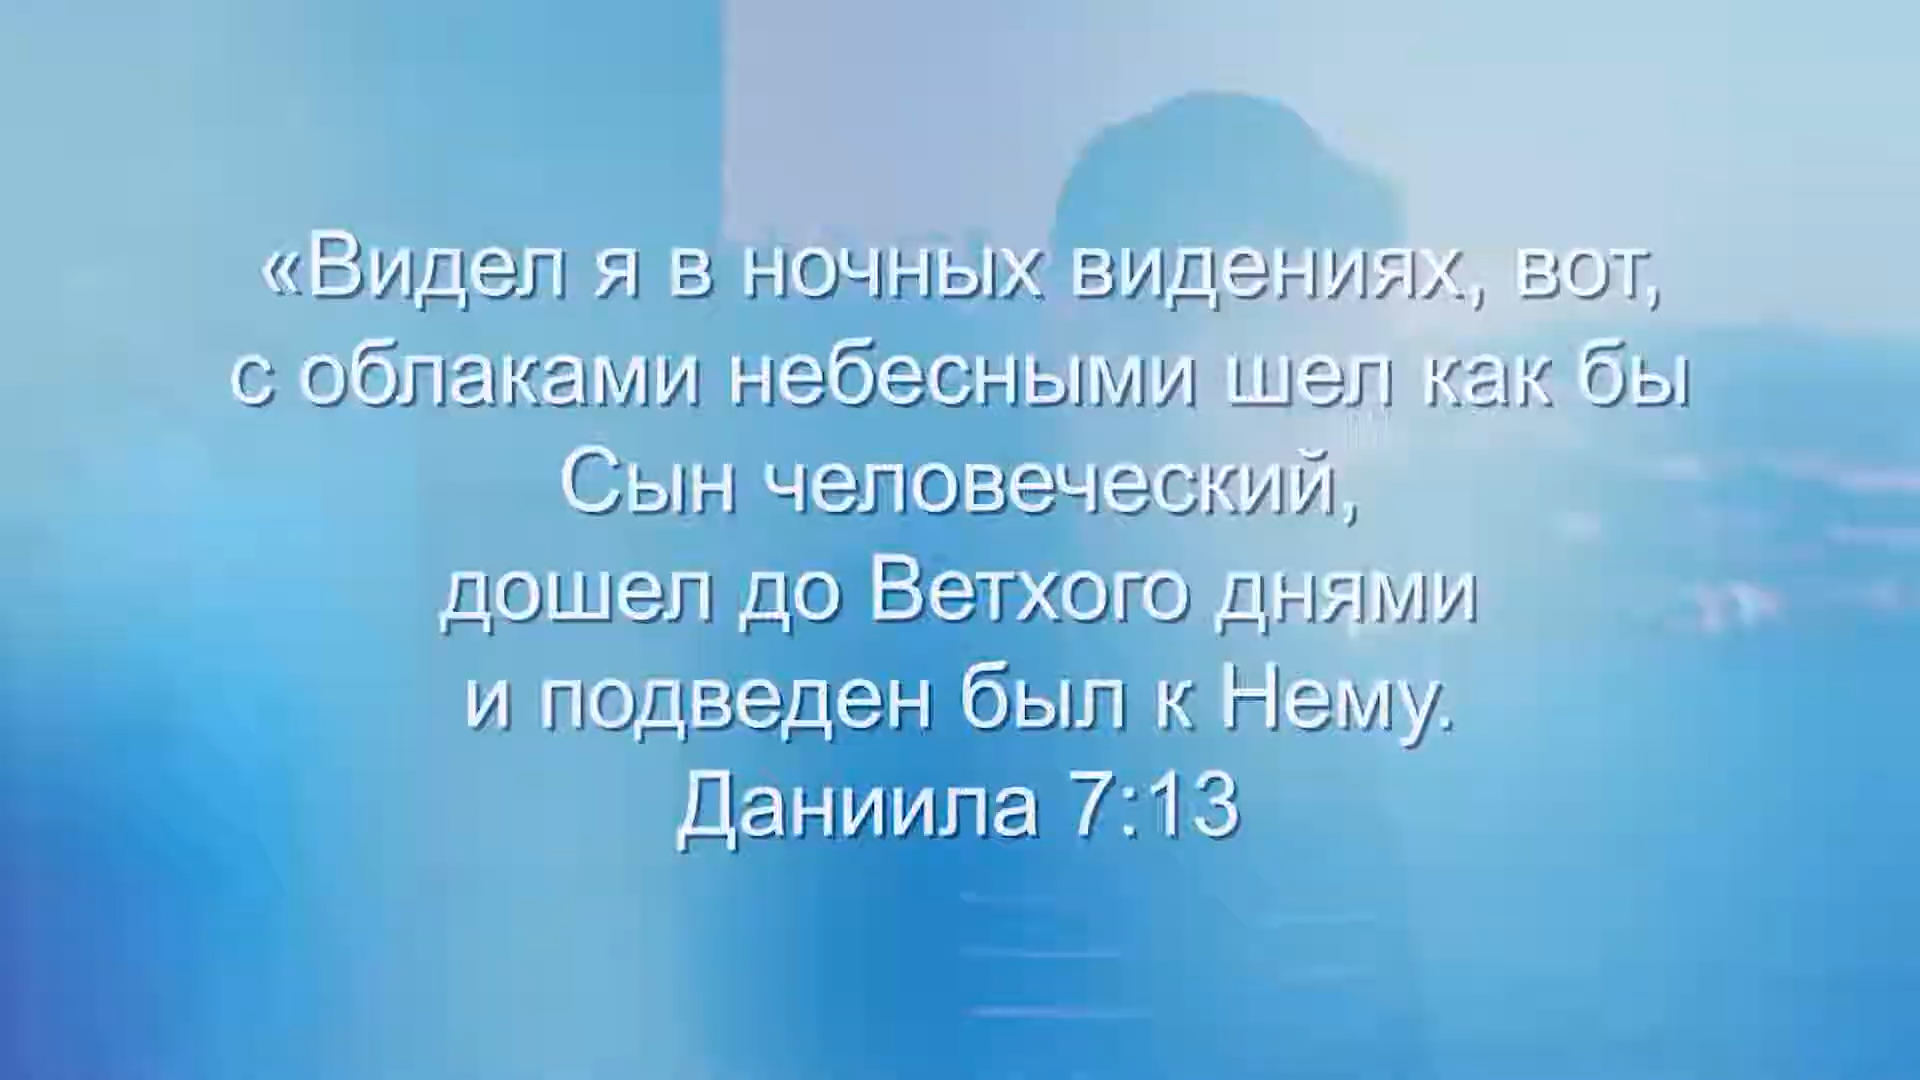 «Видел я в ночных видениях, вот,
с облаками небесными шел как бы
Сын человеческий,
дошел до Ветхого днями
и подведен был к Нему.
Даниила 7:13